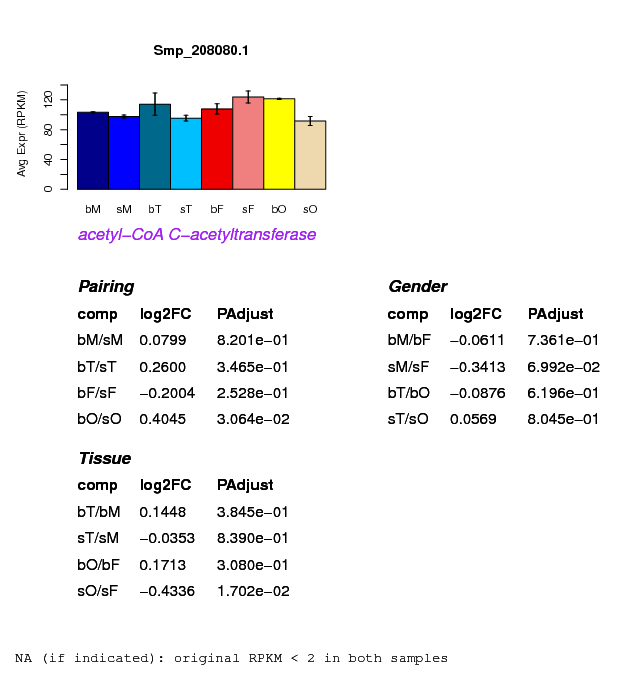 Smp_208080.1
Avg Expr (RPKM)
0 40 80 120
bM sM bT sT bF sF bO sO
acetyl−CoA C−acetyltransferase
Pairing
comp log2FC PAdjust
bM/sM 0.0799 8.201e−01
bT/sT 0.2600 3.465e−01
bF/sF −0.2004 2.528e−01
bO/sO 0.4045 3.064e−02
Gender
comp log2FC PAdjust
bM/bF −0.0611 7.361e−01
sM/sF −0.3413 6.992e−02
bT/bO −0.0876 6.196e−01
sT/sO 0.0569 8.045e−01
Tissue
comp log2FC PAdjust
bT/bM 0.1448 3.845e−01
sT/sM −0.0353 8.390e−01
bO/bF 0.1713 3.080e−01
sO/sF −0.4336 1.702e−02
NA (if indicated): original RPKM < 2 in both samples